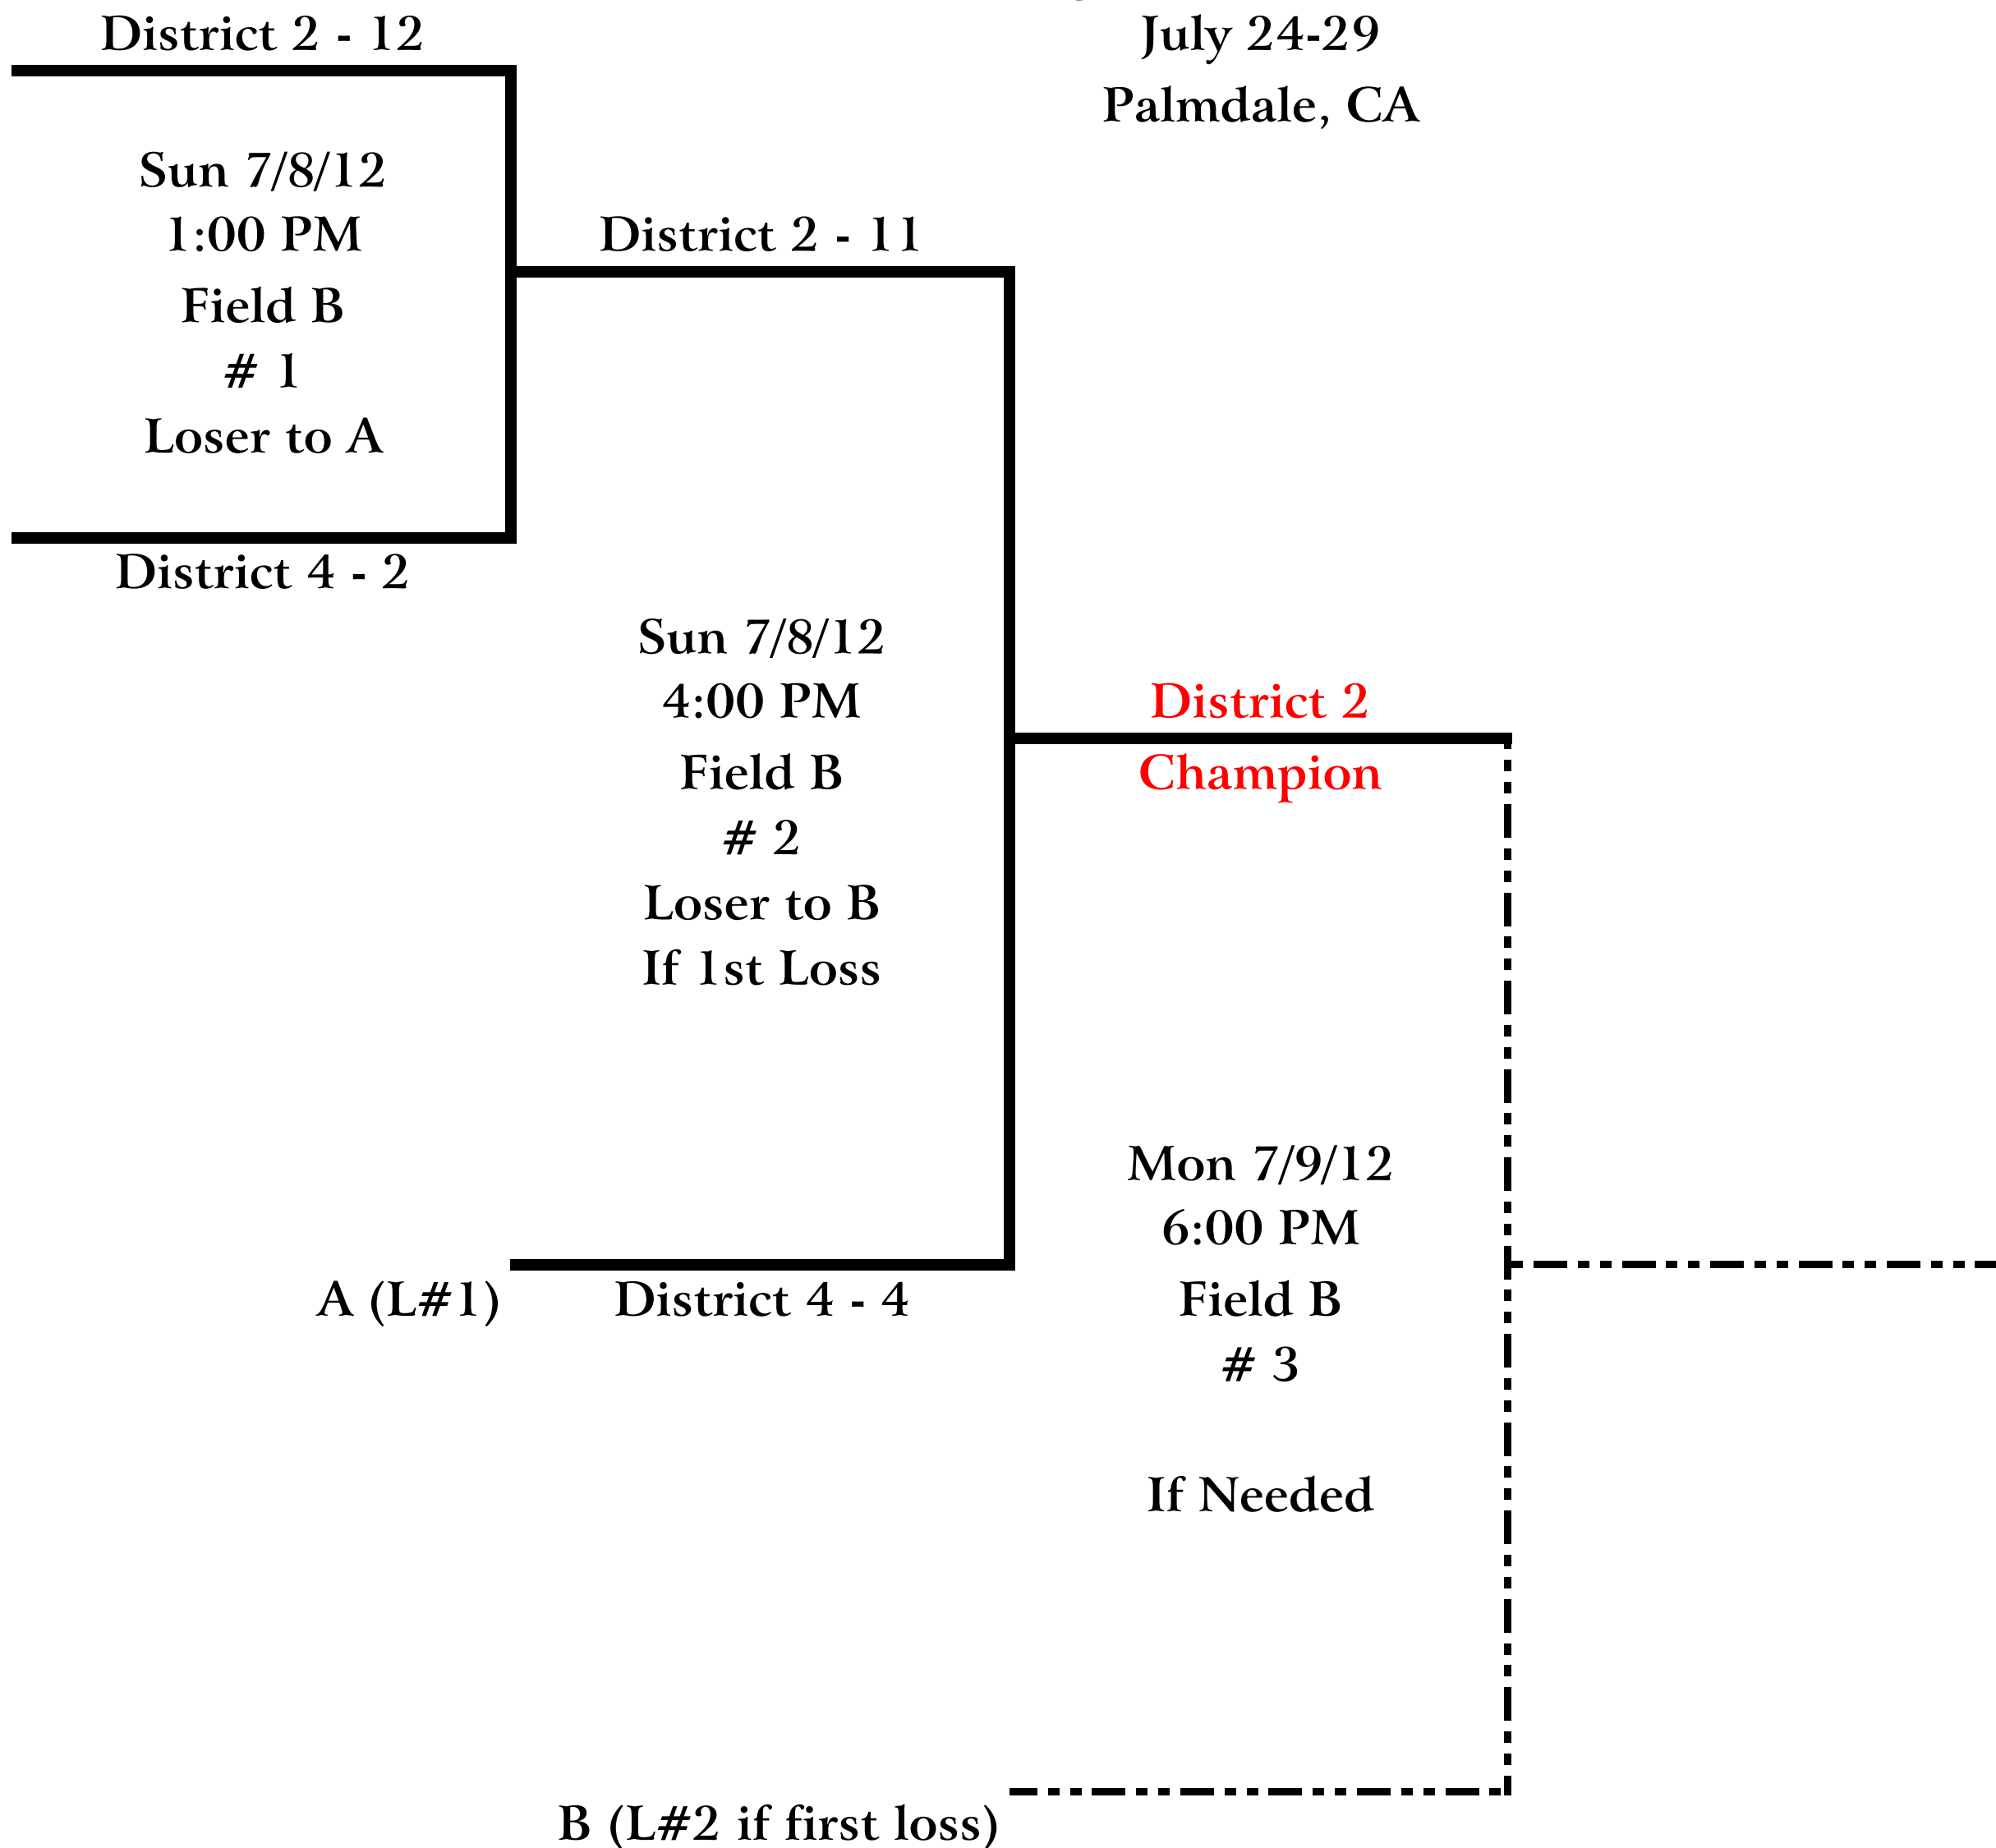 District 2 - 12
July 24-29
Palmdale, CA
Sun 7/8/12
1:00 PM
Field B
# 1
Loser to A
District 2 - 11
District 4 - 2
Sun 7/8/12
4:00 PM
Field B
# 2
Loser to B
If 1st Loss
District 2
Champion
Mon 7/9/12
6:00 PM
Field B
# 3
If Needed
A (L#1)
District 4 - 4
B (L#2 if first loss)